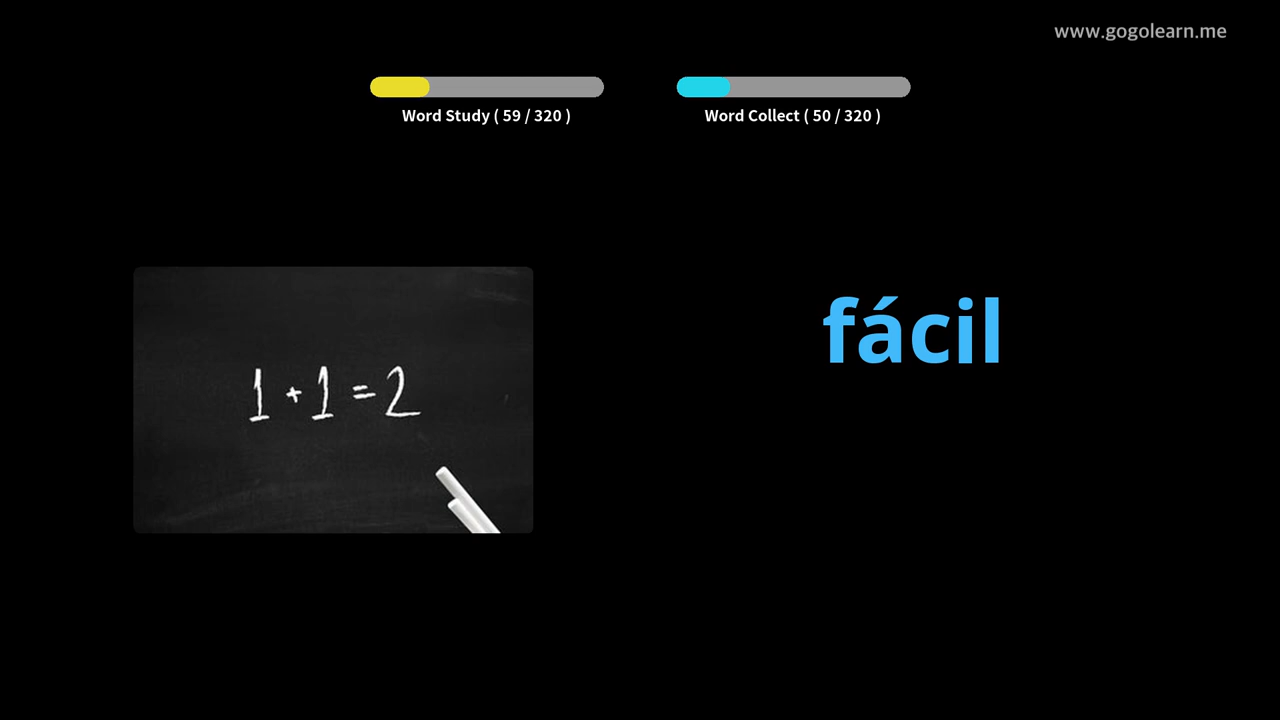 www.gogolearn.me
Word Study ( 59 / 320 )
Word Collect ( 50 / 320 )
fácil
1 + 1 = 2